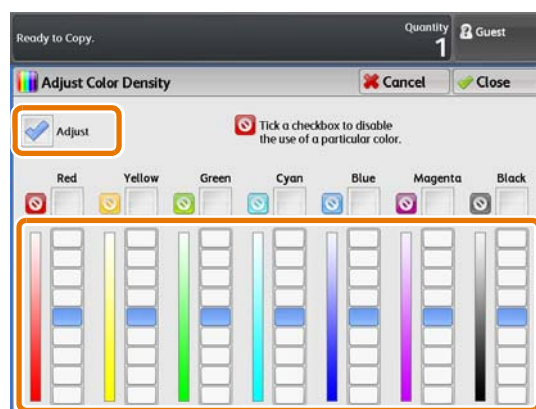 Ready to Copy.
Quantity
1
Guest
Adjust Color Density
Cancel
Close
Adjust
Tick a checkbox to disable
the use of a particular color.
Red Yellow Green Cyan Blue Magenta Black